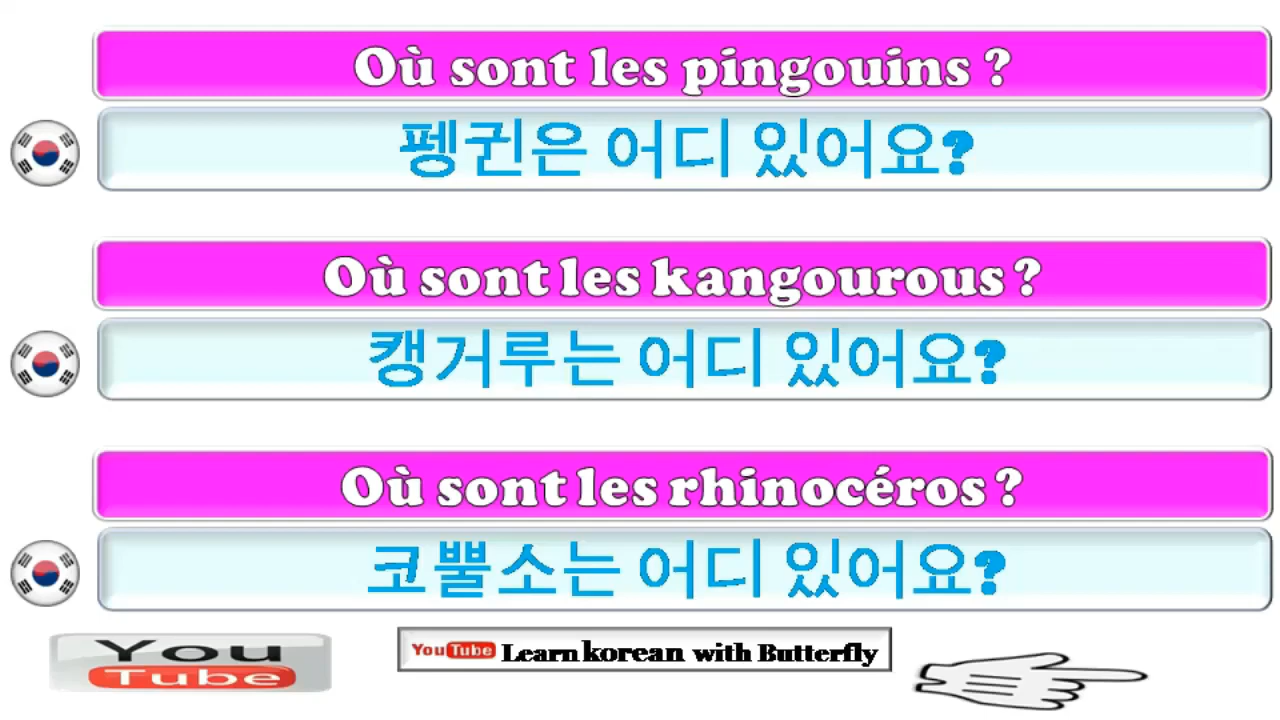 Où sont les pingouins ?
펭귄은 어디 있어요?
Où sont les kangourous ?
캥거루는 어디 있어요?
Où sont les rhinocéros ?
코뿔소는 어디 있어요?
You
Tube
YouTube Learn korean with Butterfly